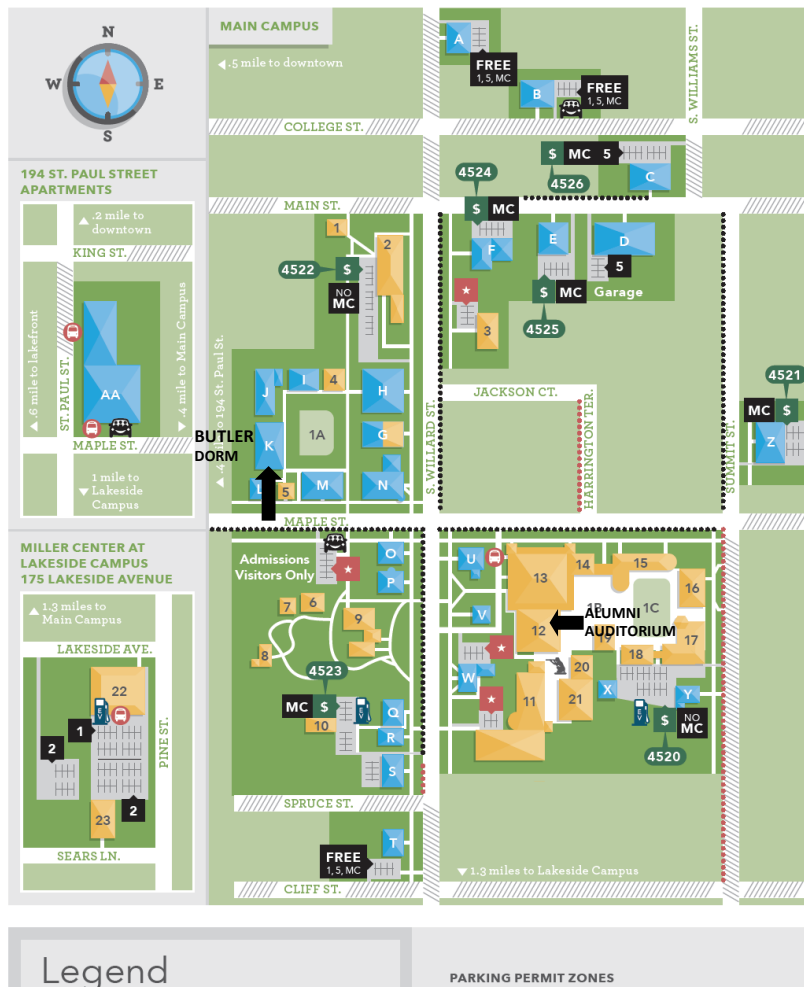 MAIN CAMPUS
N
W
E
S
.5 mile to downtown
A
FREE
1, 5, MC
B
FREE
1, 5, MC
S. WILLIAMS ST.
COLLEGE ST.
194 ST. PAUL STREET
APARTMENTS
.2 mile to
downtown
KING ST.
.6 mile to lakefront
ST. PAUL ST.
AA
.4 mile to Main Campus
MAPLE ST.
1 mile to
Lakeside
Campus
$ MC 5
4526
C
4524
$ MC
MAIN ST.
1
2
4522
$
NO
MC
F
E
D
5
$ MC
Garage
4525
3
JACKSON CT.
HARRINGTON TER.
S. WILLARD ST.
SUMMIT ST.
4521
MC $
Z
.4 mile to 194 St. Paul St.
J
I
4
H
1A
K
G
BUTLER
DORM
L
5
M
N
MAPLE ST.
MILLER CENTER AT
LAKESIDE CAMPUS
175 LAKESIDE AVENUE
1.3 miles to
Main Campus
LAKESIDE AVE.
22
EV
1
2
2
23
PINE ST.
SEARS LN.
Admissions
Visitors Only
O
P
7
6
9
8
4523
MC $
EV
10
Q
R
S
SPRUCE ST.
T
FREE
1, 5, MC
CLIFF ST.
U
V
W
13
14
15
16
1B
1C
ALUMNI
AUDITORIUM
12
19
17
18
20
11
21
X
Y
EV
$
NO
MC
4520
1.3 miles to Lakeside Campus
Legend
PARKING PERMIT ZONES